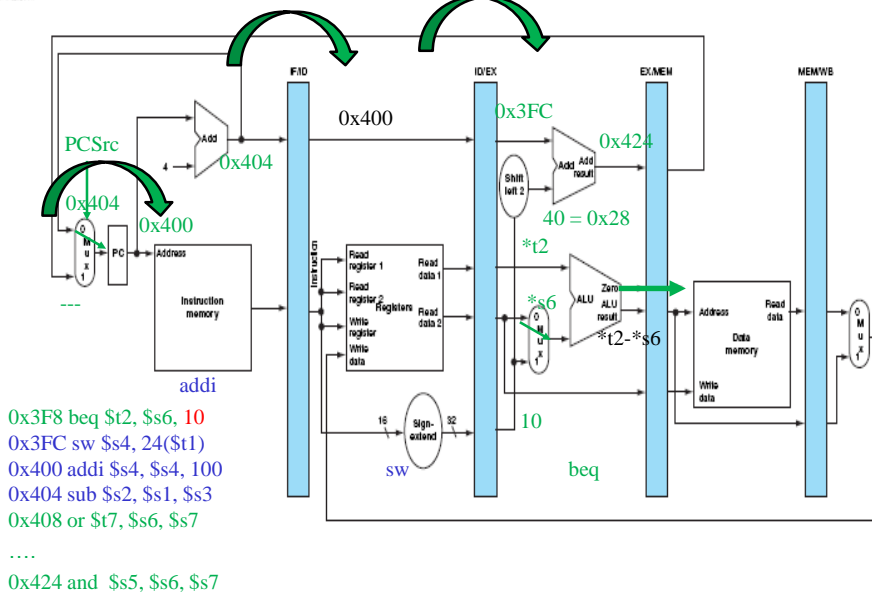 IF/ID
ID/EX
EX/MEM
MEM/WB
0x400
0x3FC
PCSrc
Add
0x404
4
Add Add
result
0x424
Shift
left 2
40 = 0x28
0x404
0x400
0
M
u
x
1
PC
Address
Instruction
memory
Instruction
Read
register 1
Read
register 2
Registers
Write
register
Write
data
Read
data 1
Read
data 2
*t2
*s6
0
M
u
x
1
Zero
ALU
ALU
result
*t2-*s6
Address
Read
data
Data
memory
Write
data
0
M
u
x
1
---
addi
16
Sign-
extend
32
10
sw
beq
0x3F8 beq $t2, $s6, 10
0x3FC sw $s4, 24($t1)
0x400 addi $s4, $s4, 100
0x404 sub $s2, $s1, $s3
0x408 or $t7, $s6, $s7
….
0x424 and $s5, $s6, $s7